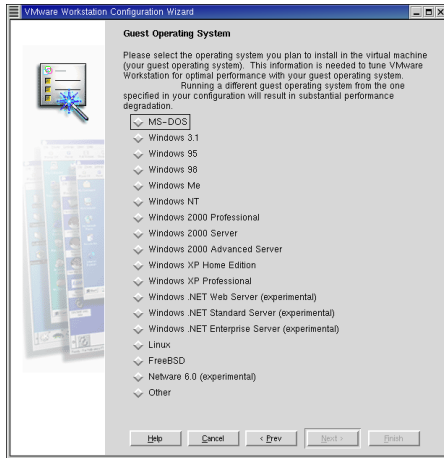 VMware Workstation Configuration Wizard
Guest Operating System
Please select the operating system you plan to install in the virtual machine
(your guest operating system). This information is needed to tune VMware
Workstation for optimal performance with your guest operating system.
Running a different guest operating system from the one
specified in your configuration will result in substantial performance
degradation.
MS-DOS
Windows 3.1
Windows 95
Windows 98
Windows Me
Windows NT
Windows 2000 Professional
Windows 2000 Server
Windows 2000 Advanced Server
Windows XP Home Edition
Windows XP Professional
Windows .NET Web Server (experimental)
Windows .NET Standard Server (experimental)
Windows .NET Enterprise Server (experimental)
Linux
FreeBSD
Netware 6.0 (experimental)
Other
Help Cancel < Prev Next > Finish